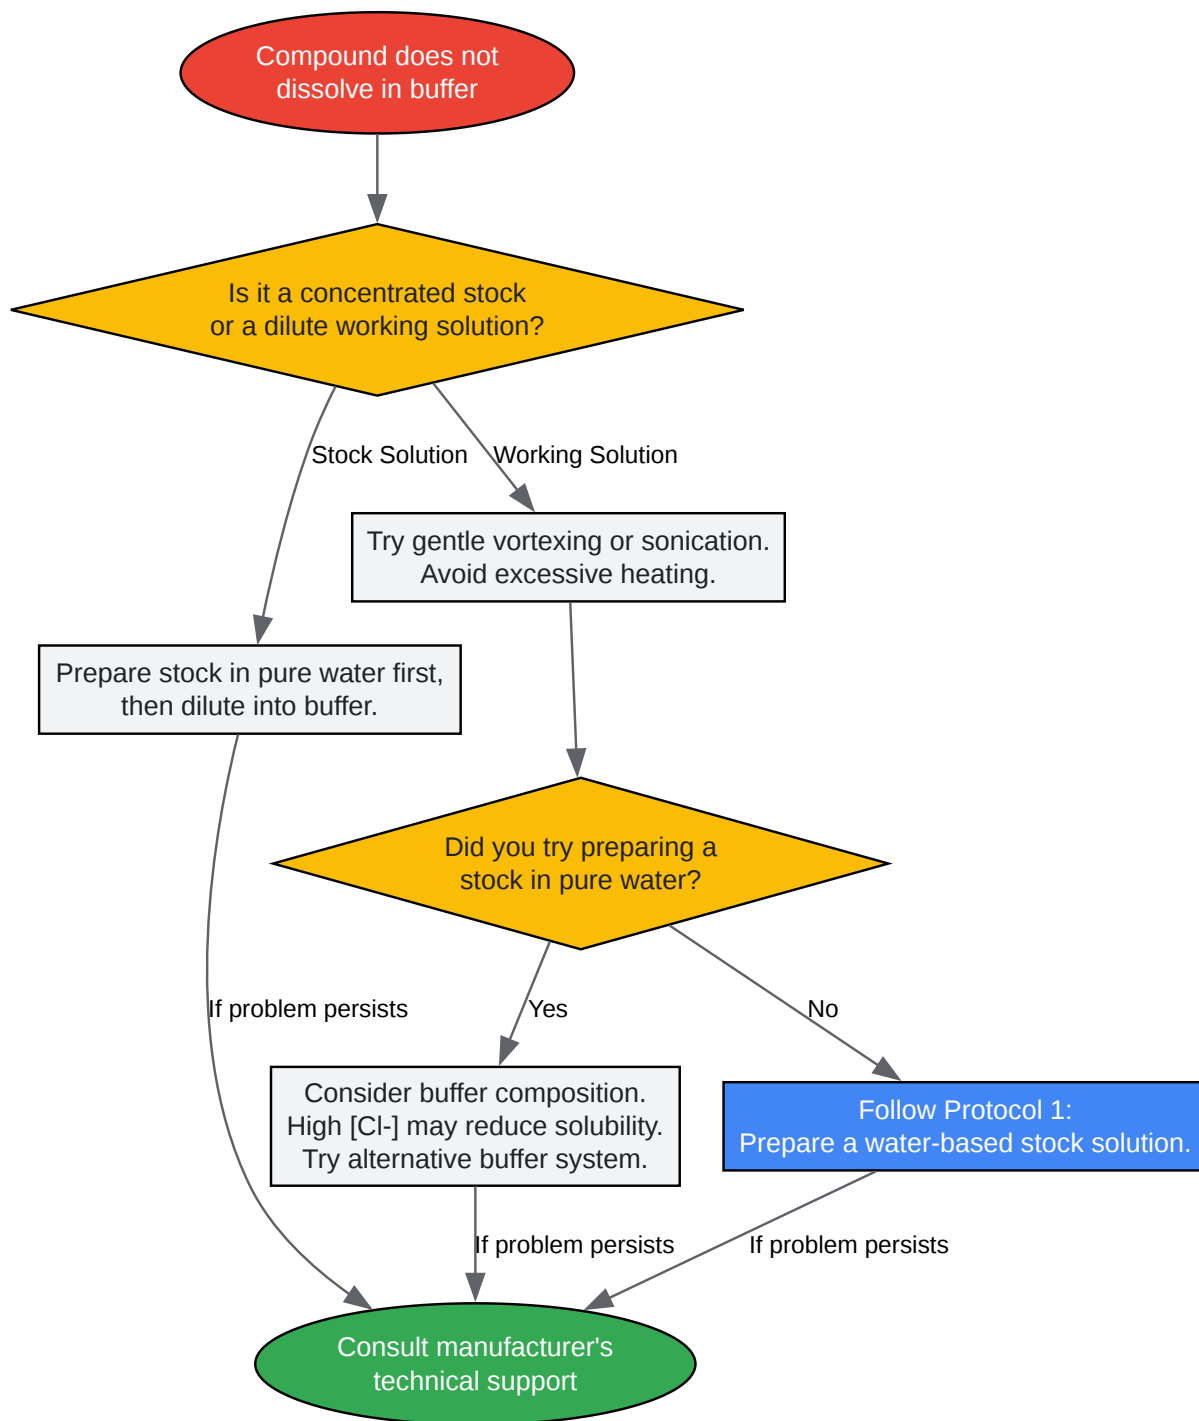 Compound does not
dissolve in buffer
Is it a concentrated stock
or a dilute working solution?
Stock Solution
Working Solution
Try gentle vortexing or sonication.
Avoid excessive heating.
Prepare stock in pure water first,
then dilute into buffer.
Did you try preparing a
stock in pure water?
If problem persists
Yes
No
Consider buffer composition.
High [Cl-] may reduce solubility.
Try alternative buffer system.
Follow Protocol 1:
Prepare a water-based stock solution.
If problem persists
If problem persists
Consult manufacturer's
technical support